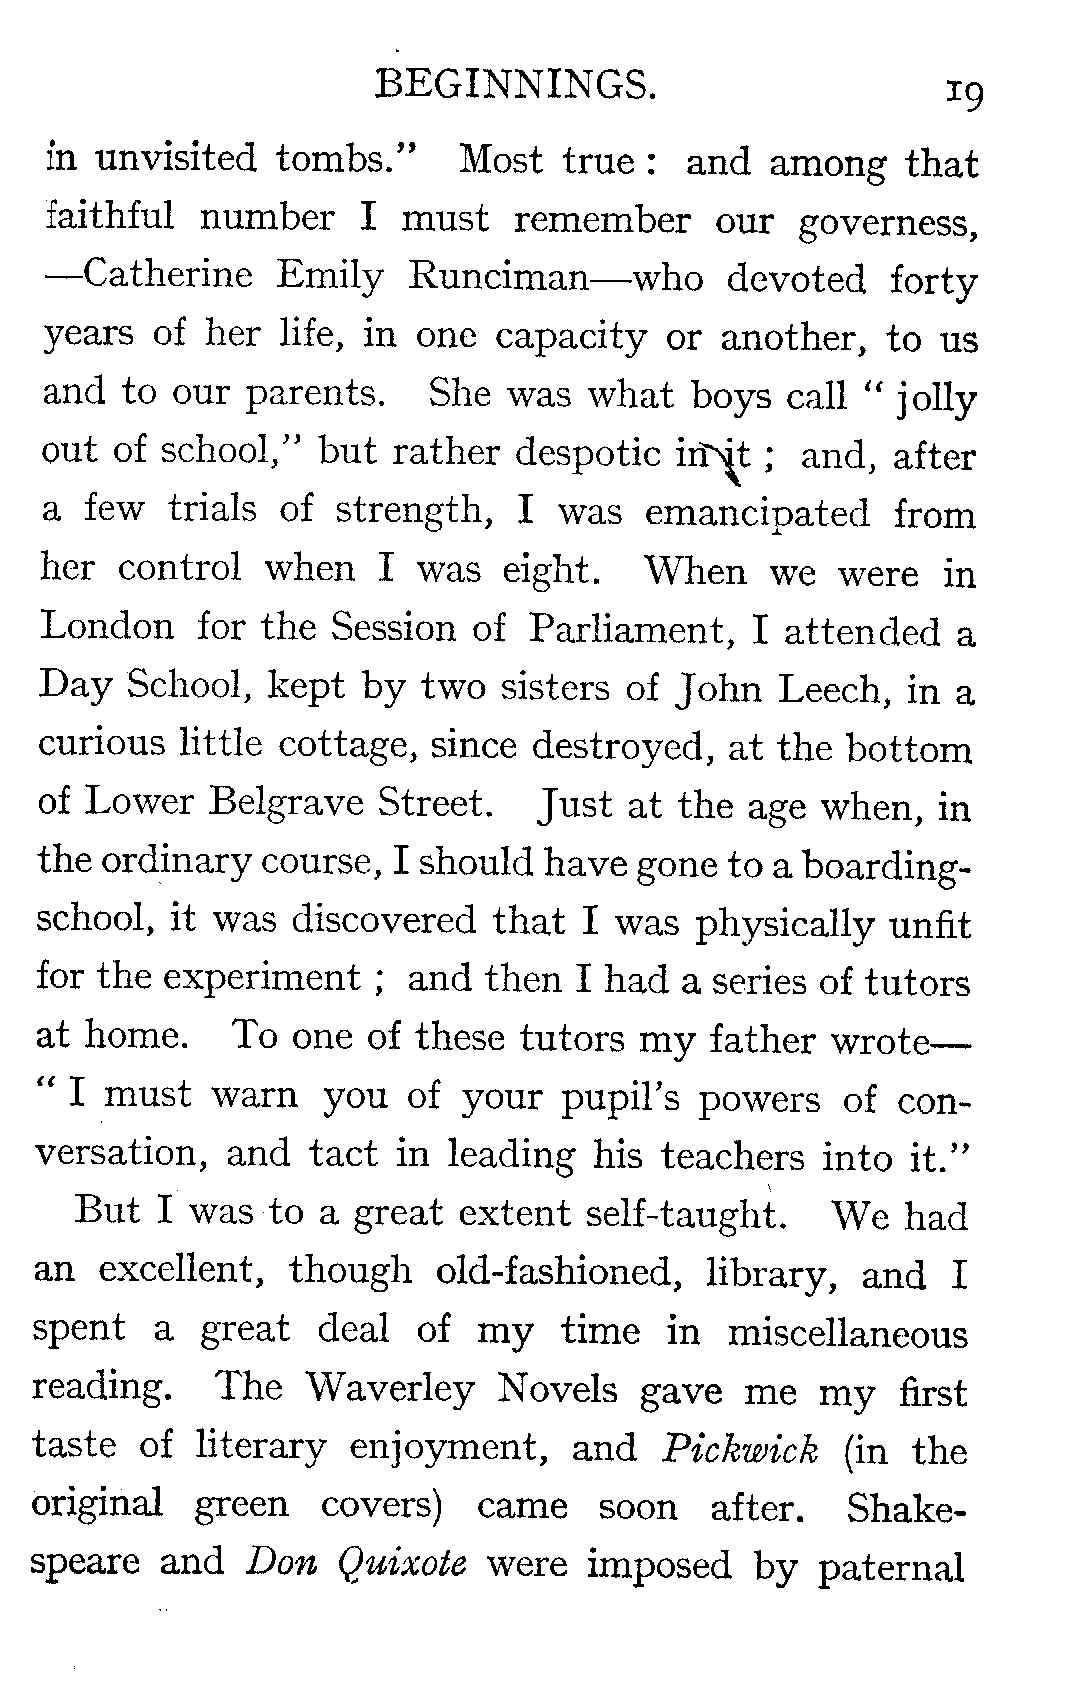 BEGINNINGS. 19
in unvisited tombs.” Most true : and among that
faithful number I must remember our governess,
—Catherine Emily Runciman—who devoted forty
years of her life, in one capacity or another, to us
and to our parents. She was what boys call “ jolly
out of school,” but rather despotic in it ; and, after
a few trials of strength, I was emancipated from
her control when I was eight. When we were in
London for the Session of Parliament, I attended a
Day School, kept by two sisters of John Leech, in a
curious little cottage, since destroyed, at the bottom
of Lower Belgrave Street. Just at the age when, in
the ordinary course, I should have gone to a boarding-
school, it was discovered that I was physically unfit
for the experiment ; and then I had a series of tutors
at home. To one of these tutors my father wrote—
“ I must warn you of your pupil’s powers of con-
versation, and tact in leading his teachers into it.”
But I was to a great extent self-taught. We had
an excellent, though old-fashioned, library, and I
spent a great deal of my time in miscellaneous
reading. The Waverley Novels gave me my first
taste of literary enjoyment, and Pickwick (in the
original green covers) came soon after. Shake-
speare and Don Quixote were imposed by paternal